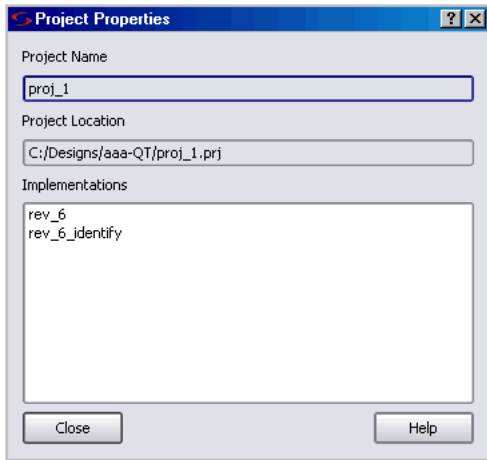 Project Properties
Project Name
proj_1
Project Location
C:/Designs/aaa-QT/proj_1.prj
Implementations
rev_6
rev_6_identify
Close Help